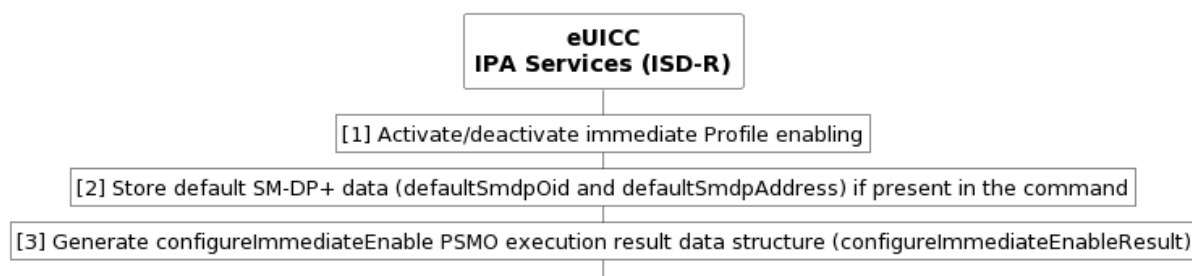 eUICC
IPA Services (ISD-R)
[1] Activate/deactivate immediate Profile enabling
[2] Store default SM-DP+ data (defaultSmdpOid and defaultSmdpAddress) if present in the command
[3] Generate configureImmediateEnable PSMO execution result data structure (configureImmediateEnableResult)